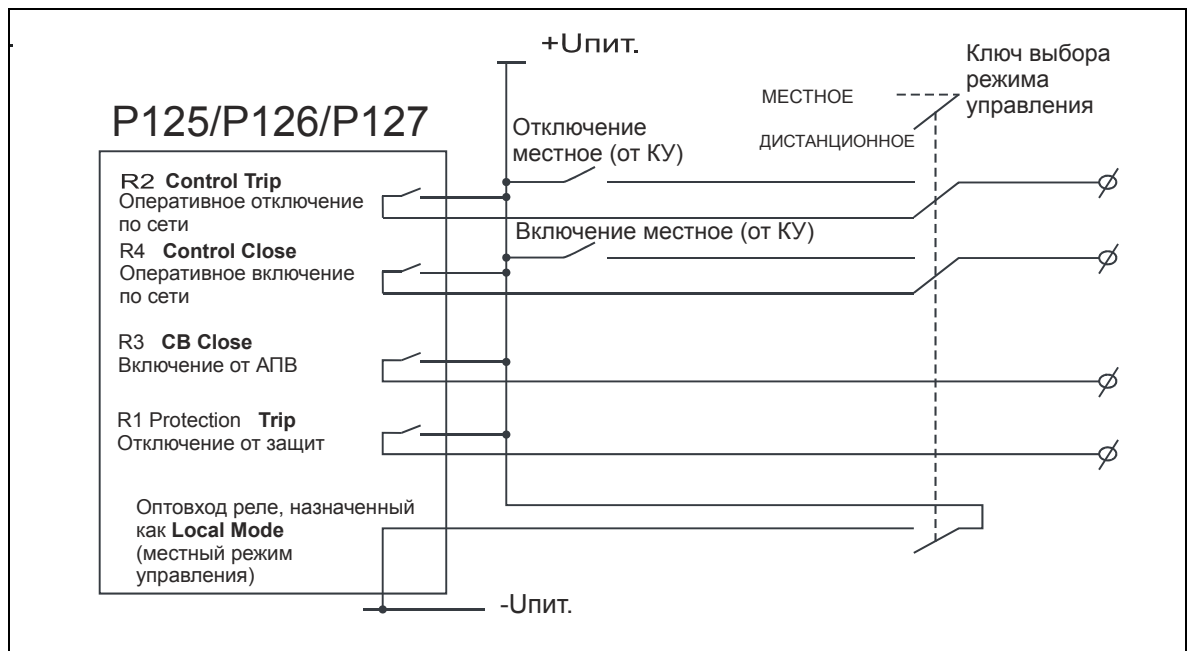 +Uпит.
Ключ выбора
режима
управления
МЕСТНОЕ
ДИСТАНЦИОННОЕ
P125/P126/P127
Отключение
местное (от КУ)
R2 Control Trip
Оперативное отключение
по сети
Включение местное (от КУ)
R4 Control Close
Оперативное включение
по сети
R3 CB Close
Включение от АПВ
R1 Protection Trip
Отключение от защит
Оптовход реле, назначенный
как Local Mode
(местный режим
управления)
-Uпит.